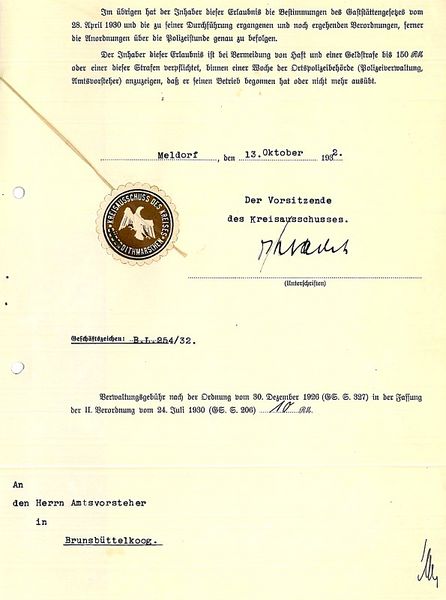 Im übrigen hat der Inhaber dieser Erlaubnis die Bestimmungen des Gaststättengesetzes vom
28. April 1930 und die zu seiner Durchführung ergangenen und noch ergehenden Verordnungen, ferner
die Anordnungen über die Polizeistunde genau zu befolgen.
Der Inhaber dieser Erlaubnis ist bei Vermeidung von Haft und einer Geldstrafe bis 150 RM
oder einer dieser Strafen verpflichtet, binnen einer Woche der Ortspolizeibehörde (Polizeiverwaltung,
Amtsvorsteher) anzuzeigen, daß er seinen Betrieb begonnen hat oder nicht mehr ausübt.
Meldorf, den 13.Oktober 1932.
KREISAUSSCHUSS DES KREISES
DITHMARSCHEN
Der Vorsitzende
des Kreisausschusses.
(Unterschriften)
Geschäftszeichen: B.L.254/32.
Verwaltungsgebühr nach der Ordnung vom 30. Dezember 1926 (GS. S. 327) in der Fassung
der II. Verordnung vom 24. Juli 1930 (GS. S. 206) 10 RM.
An
den Herrn Amtsvorsteher
in
Brunsbüttelkoog.